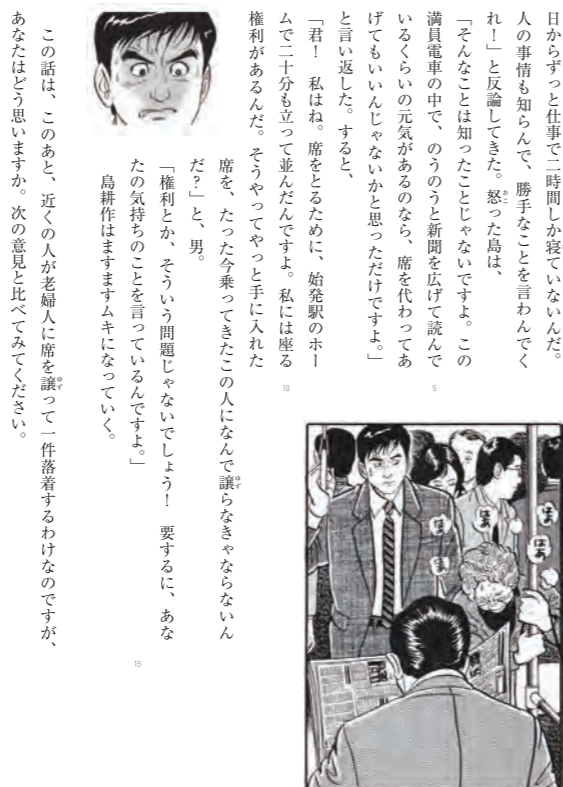 日からずっと仕事で二時間しか寝ていないんだ。
人の事情も知らんで、勝手なことを言わんでく
れ！」と反論してきた。怒った島は、
おこ
「そんなことは知ったことじゃないですよ。この
満員電車の中で、のうのうと新聞を広げて読んで
いるくらいの元気があるのなら、席を代わってあ
げてもいいんじゃないかと思っただけですよ。」
と言い返した。すると、
「君！　私はね。席をとるために、始発駅のホー
ムで二十分も立って並んだんですよ。私には座る
権利があるんだ。そうやってやっと手に入れた
席を、たった今乗ってきたこの人になんで譲らなきゃならないん
ゆず
だ？」と、男。
「権利とか、そういう問題じゃないでしょう！　要するに、あな
たの気持ちのことを言っているんですよ。」
島耕作はますますムキになっていく。
この話は、このあと、近くの人が老婦人に席を譲って一件落着するわけなのですが、
ゆず
あなたはどう思いますか。次の意見と比べてみてください。
5
10
15
はあ
はあ
はあ
はあ